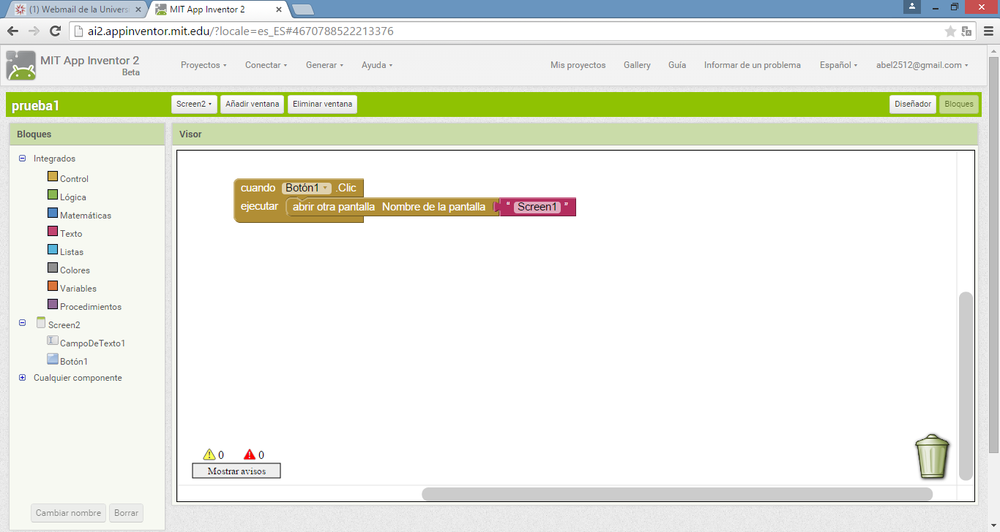 (1) Webmail de la Univers
MIT App Inventor 2
ai2.appinventor.mit.edu/?locale=es_ES#4670788522213376
MIT App Inventor 2
Beta
Proyectos
Conectar
Generar
Ayuda
Mis proyectos
Gallery
Guía
Informar de un problema
Español
abel2512@gmail.com
prueba1
Screen2
Añadir ventana
Eliminar ventana
Diseñador
Bloques
Bloques
Visor
Integrados
Control
Lógica
Matemáticas
Texto
Listas
Colores
Variables
Procedimientos
Screen2
CampoDeTexto1
Botón1
Cualquier componente
Cambiar nombre
Borrar
cuando Botón1 .Clic
ejecutar abrir otra pantalla Nombre de la pantalla “ Screen1 ”
0 0
Mostrar avisos